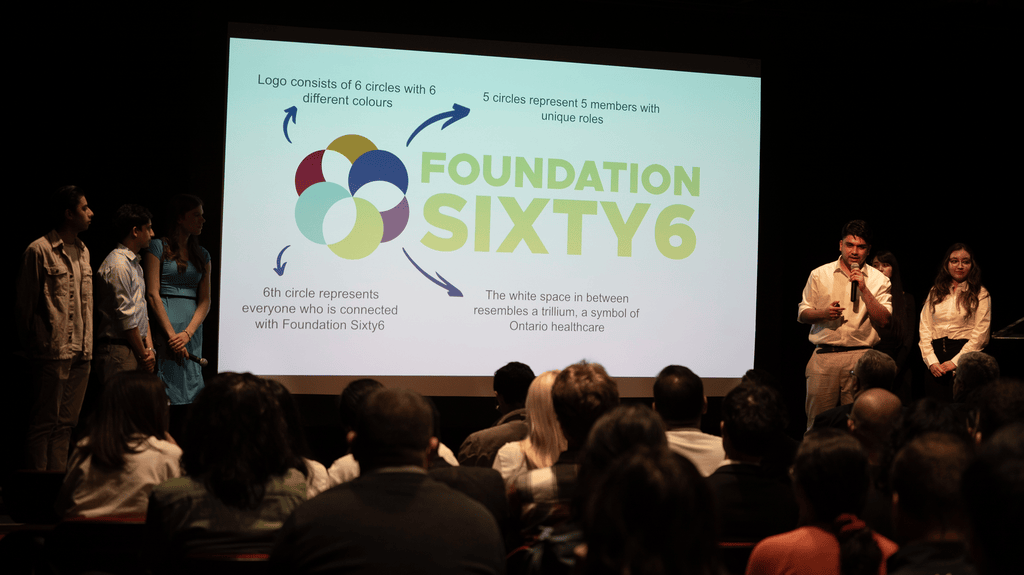 Logo consists of 6 circles with 6
different colours
5 circles represent 5 members with
unique roles
FOUNDATION
SIXTY6
6th circle represents
everyone who is connected
with Foundation Sixty6
The white space in between
resembles a trillium, a symbol of
Ontario healthcare